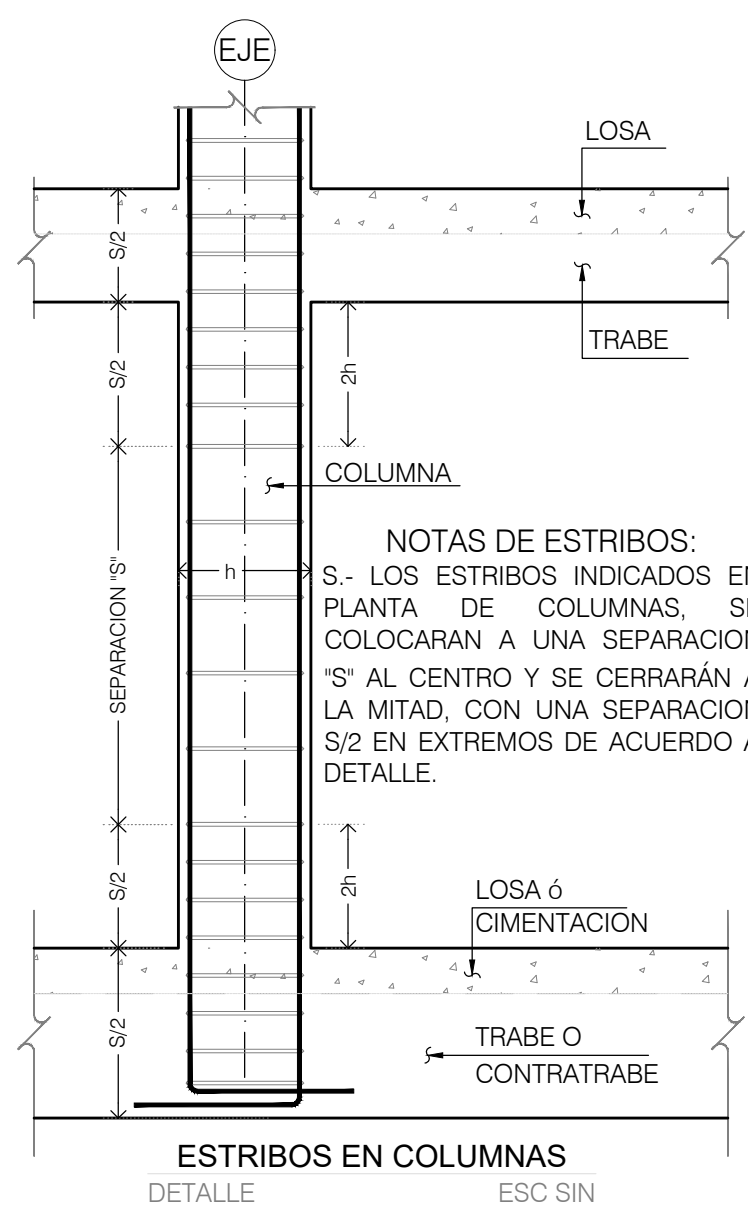 EJE
LOSA
S/2
TRABE
S/2
2h
COLUMNA
NOTAS DE ESTRIBOS:
h
S.- LOS ESTRIBOS INDICADOS EN
PLANTA DE COLUMNAS, SE
COLOCARAN A UNA SEPARACION
"S" AL CENTRO Y SE CERRARÁN A
LA MITAD, CON UNA SEPARACION
S/2 EN EXTREMOS DE ACUERDO A
DETALLE.
SEPARACION "S"
S/2
2h
LOSA ó
CIMENTACION
S/2
TRABE O
CONTRATRABE
ESTRIBOS EN COLUMNAS
DETALLE ESC SIN